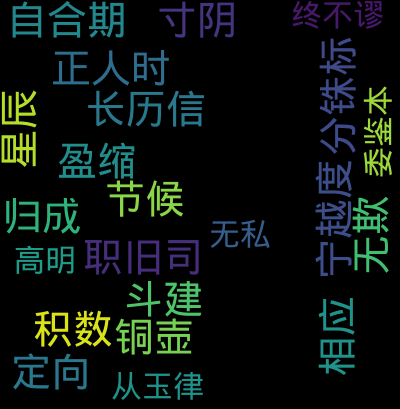 自合期
寸阴
终不谬
正人时
长历信
星辰
盈缩
节候
归成
无私
高明
职旧司
斗建
积数
铜壶
定向
从玉律
宁越度分铢标
委鉴本
无欺
相应